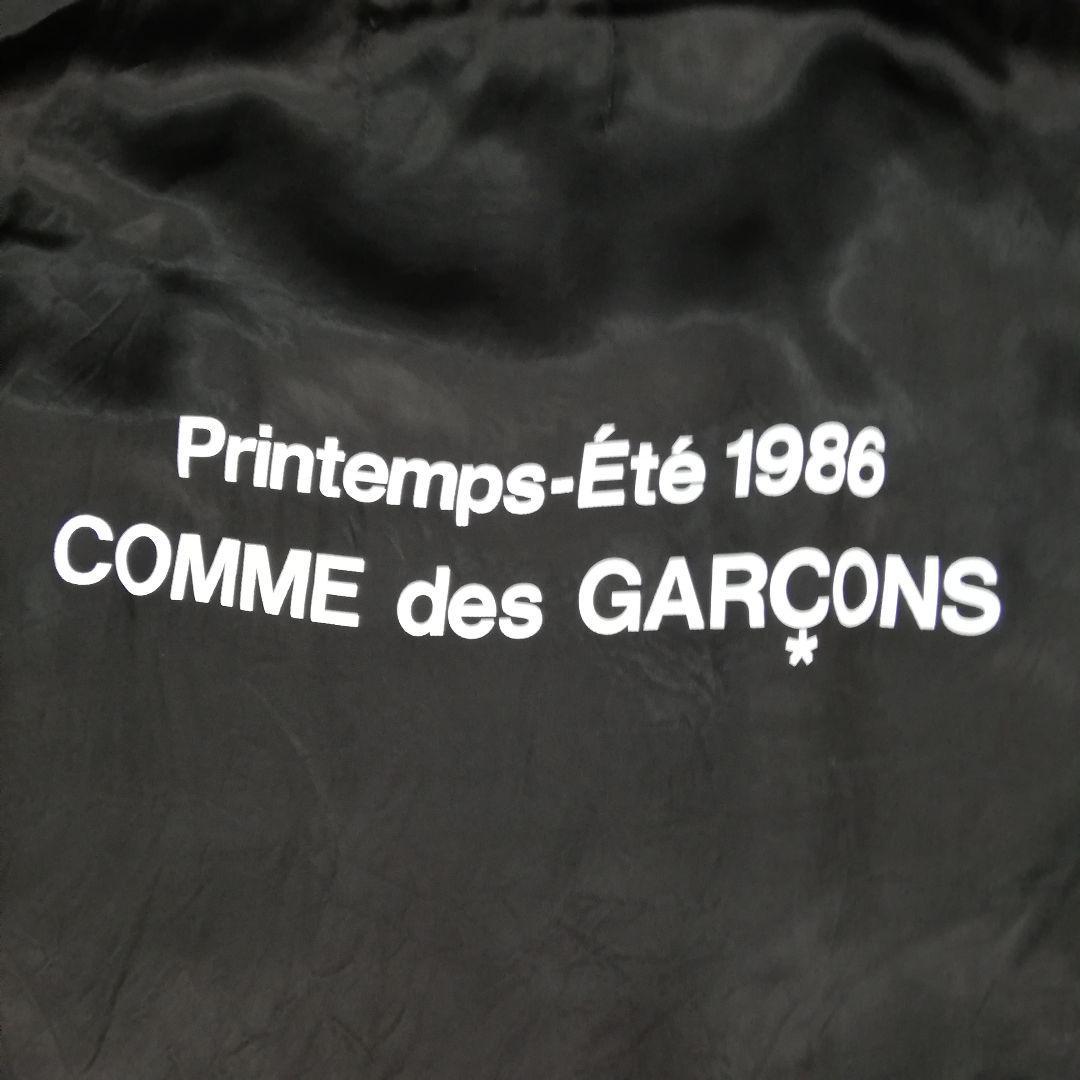 Printemps-Été 1986
COMME des GARÇONS
*